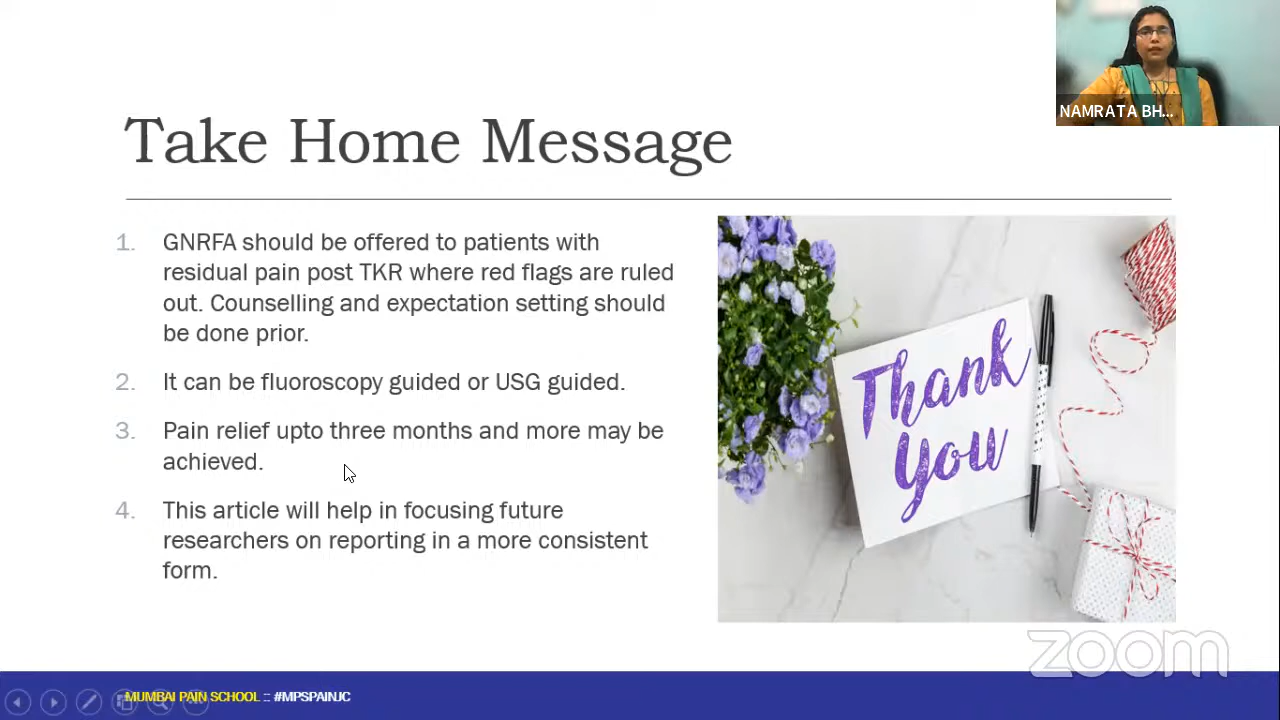 NAMRATA BH...
Take Home Message
1. GNRFA should be offered to patients with
residual pain post TKR where red flags are ruled
out. Counselling and expectation setting should
be done prior.
2. It can be fluoroscopy guided or USG guided.
3. Pain relief upto three months and more may be
achieved.
4. This article will help in focusing future
researchers on reporting in a more consistent
form.
Thank
You
zoom
MUMBAI PAIN SCHOOL :: #MPSPAINJC